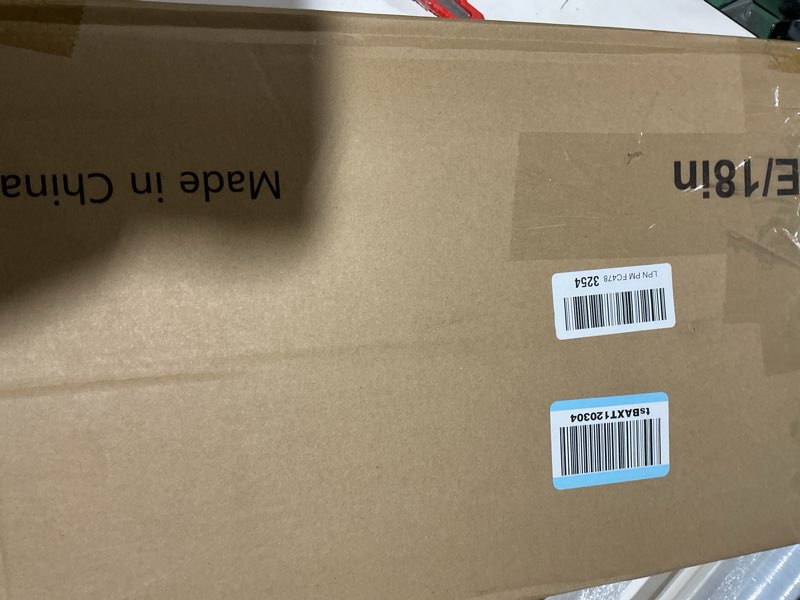 E/18in
Made in China
tsBAXT120304
LPN PM FC478 3254